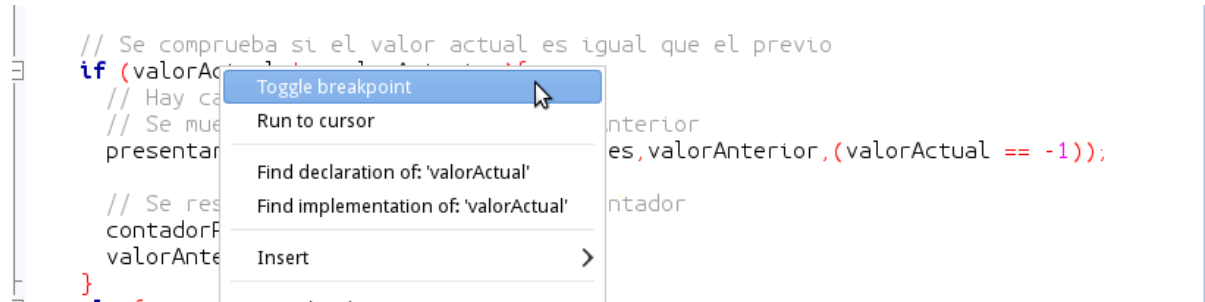 // Se comprueba si el valor actual es igual que el previo
if (valorAc
Toggle breakpoint
// Hay ca
Run to cursor
// Se mue nterior
presentar es,valorAnterior,(valorActual == -1));
Find declaration of: 'valorActual'
// Se res ntador
Find implementation of: 'valorActual'
contador
valorAnte
Insert
}